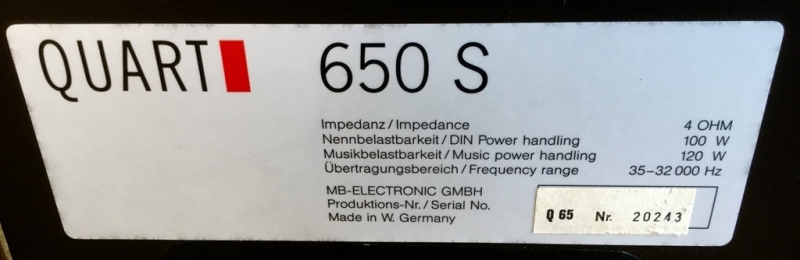 QUART 650 S
Impedanz / Impedance 4 OHM
Nennbelastbarkeit / DIN Power handling 100 W
Musikbelastbarkeit / Music power handling 120 W
Übertragungsbereich / Frequency range 35–32 000 Hz
MB-ELECTRONIC GMBH
Produktions-Nr. / Serial No. Q 65 Nr. 20243
Made in W. Germany